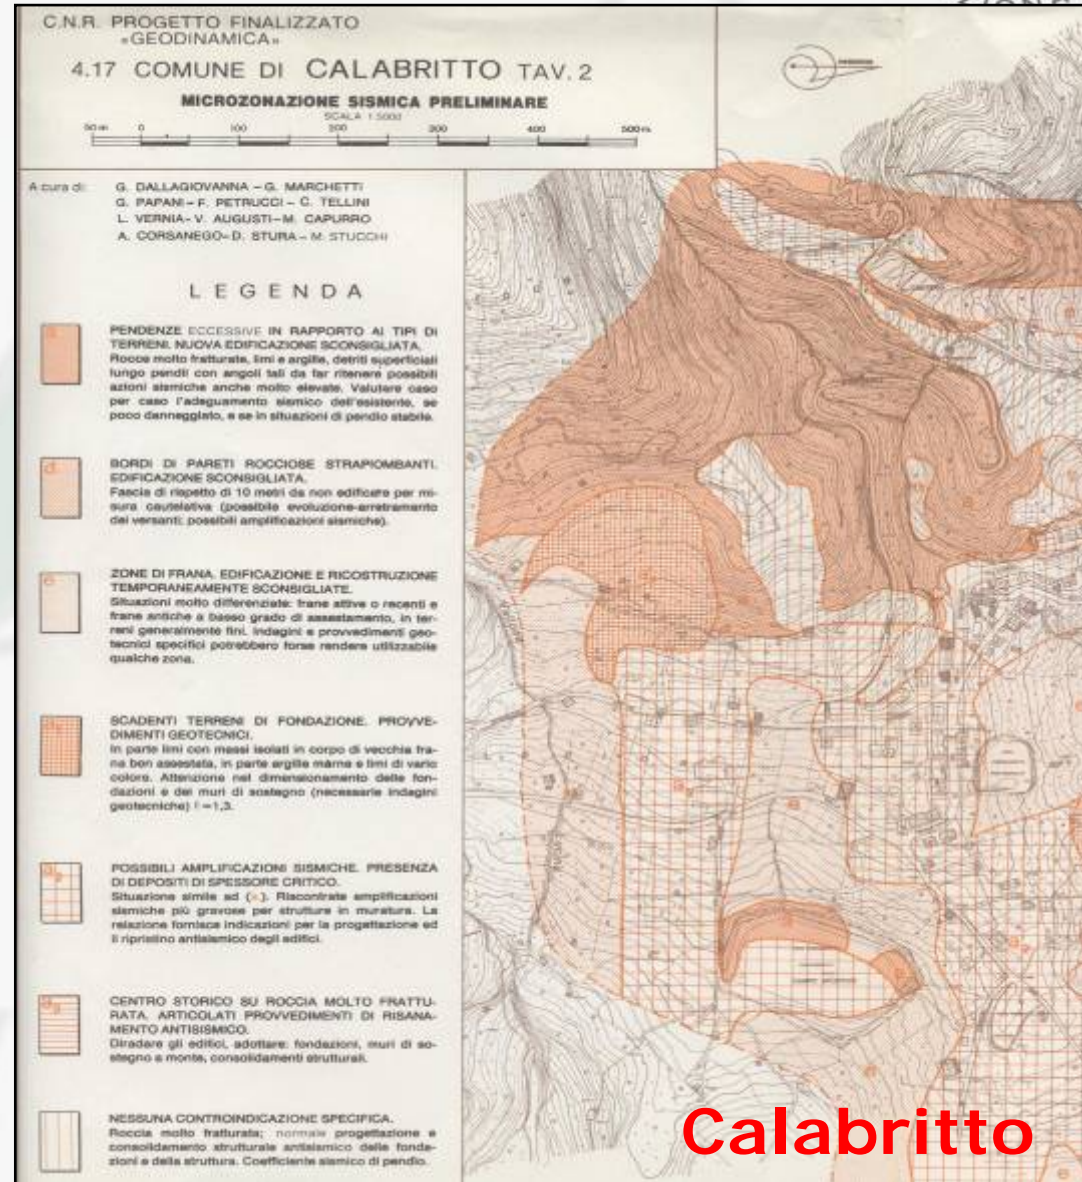 C.N.R. PROGETTO FINALIZZATO
«GEODINAMICA»
4.17 COMUNE DI CALABRITTO TAV. 2
MICROZONAZIONE SISMICA PRELIMINARE
SCALA 1:5000
50 m 0 100 200 300 400 500 m
A cura di: G. DALLAGIOVANNA – G. MARCHETTI
G. PAPANI – F. PETRUCCI – C. TELLINI
L. VERNIA – V. AUGUSTI – M. CAPURRO
A. CORSANEGO – D. STURA – M. STUCCHI
LEGENDA
PENDENZE ECCESSIVE IN RAPPORTO AI TIPI DI
TERRENI. NUOVA EDIFICAZIONE SCONSIGLIATA.
Rocce molto fratturate, limi e argille, detriti superficiali
lungo pendii con angoli tali da far ritenere possibili
azioni sismiche anche molto elevate. Valutare caso
per caso l'adeguamento sismico dell'esistente, se
poco danneggiato, e se in situazioni di pendio stabile.
d
BORDI DI PARETI ROCCIOSE STRAPIOMBANTI.
EDIFICAZIONE SCONSIGLIATA.
Fascia di rispetto di 10 metri da non edificare per mi-
sura cautelativa (possibile evoluzione-arretramento
dei versanti; possibili amplificazioni sismiche).
e
ZONE DI FRANA. EDIFICAZIONE E RICOSTRUZIONE
TEMPORANEAMENTE SCONSIGLIATE.
Situazioni molto differenziate: frane attive o recenti e
frane antiche a basso grado di assestamento, in ter-
reni generalmente fini. Indagini e provvedimenti geo-
tecnici specifici potrebbero forse rendere utilizzabile
qualche zona.
SCADENTI TERRENI DI FONDAZIONE. PROVVE-
DIMENTI GEOTECNICI.
In parte limi con massi isolati in corpo di vecchia fra-
na ben assestata, in parte argille marne e limi di vario
colore. Attenzione nel dimensionamento delle fon-
dazioni e dei muri di sostegno (necessarie indagini
geotecniche) = 1,3.
POSSIBILI AMPLIFICAZIONI SISMICHE. PRESENZA
DI DEPOSITI DI SPESSORE CRITICO.
Situazione simile ad Riscontrate amplificazioni
sismiche più gravose per strutture in muratura. La
relazione fornisce indicazioni per la progettazione ed
il ripristino antisismico degli edifici.
CENTRO STORICO SU ROCCIA MOLTO FRATTU-
RATA. ARTICOLATI PROVVEDIMENTI DI RISANA-
MENTO ANTISISMICO.
Diradare gli edifici, adottare: fondazioni, muri di so-
stegno a monte, consolidamenti strutturali.
NESSUNA CONTROINDICAZIONE SPECIFICA.
Roccia molto fratturata; normale progettazione e
consolidamento strutturale antisismico delle fonda-
zioni e della struttura. Coefficiente sismico di pendio.
Calabritto